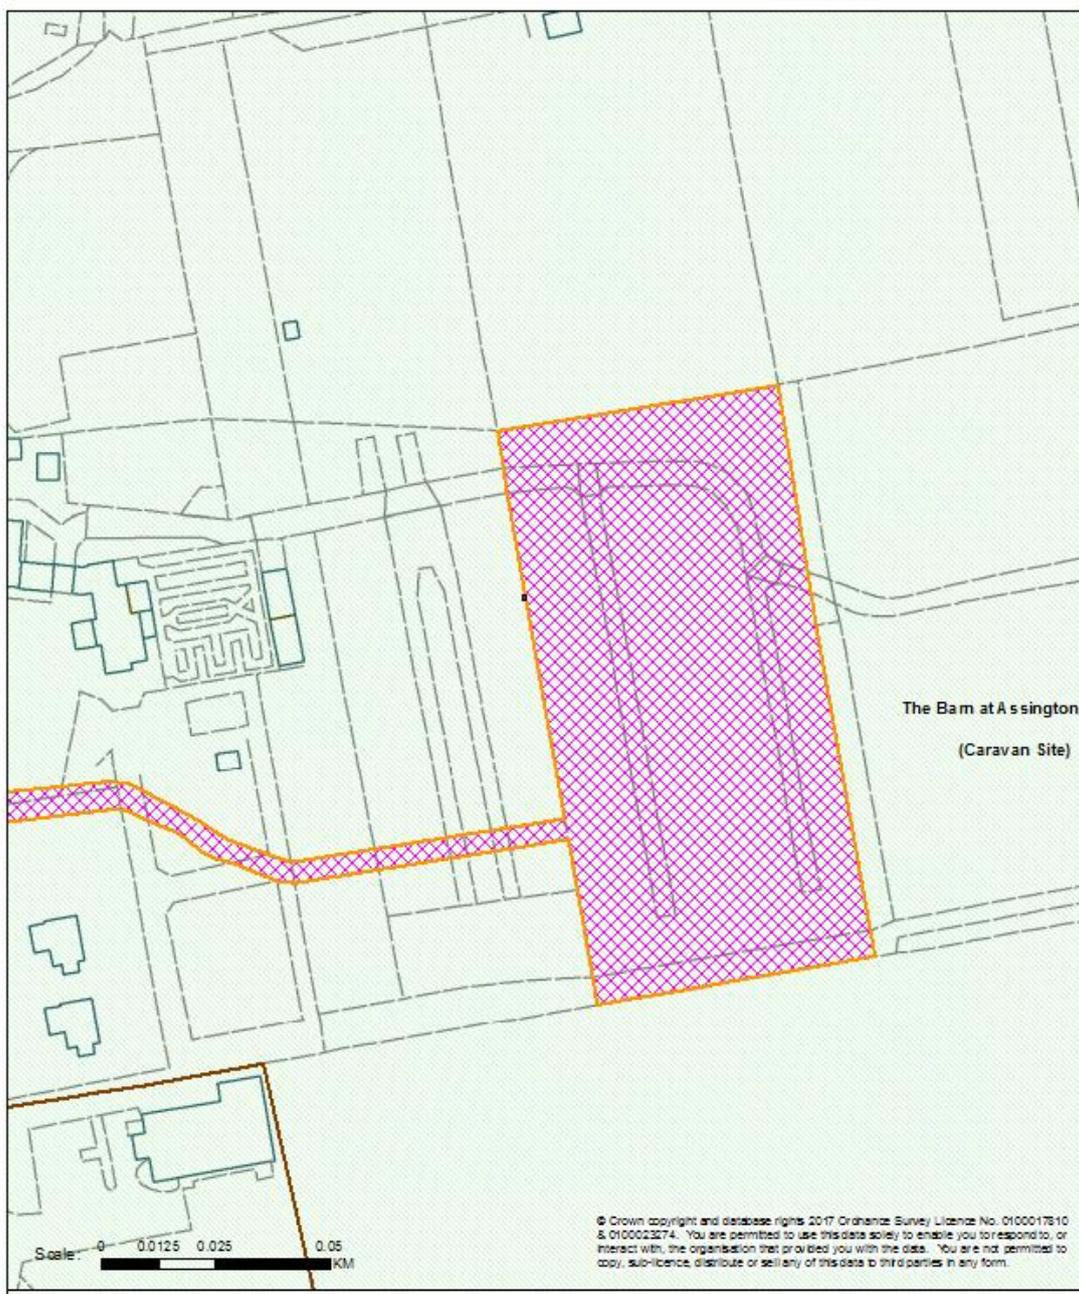 The Barn at Assington
(Caravan Site)
© Crown copyright and database rights 2017 Ordnance Survey Licence No. 0100017810
& 0100023274. You are permitted to use this data solely to enable you to respond to, or
interact with, the organisation that provided you with the data. You are not permitted to
copy, sub-licence, distribute or sell any of this data to third parties in any form.
Scale: 0 0.0125 0.025 0.05
KM